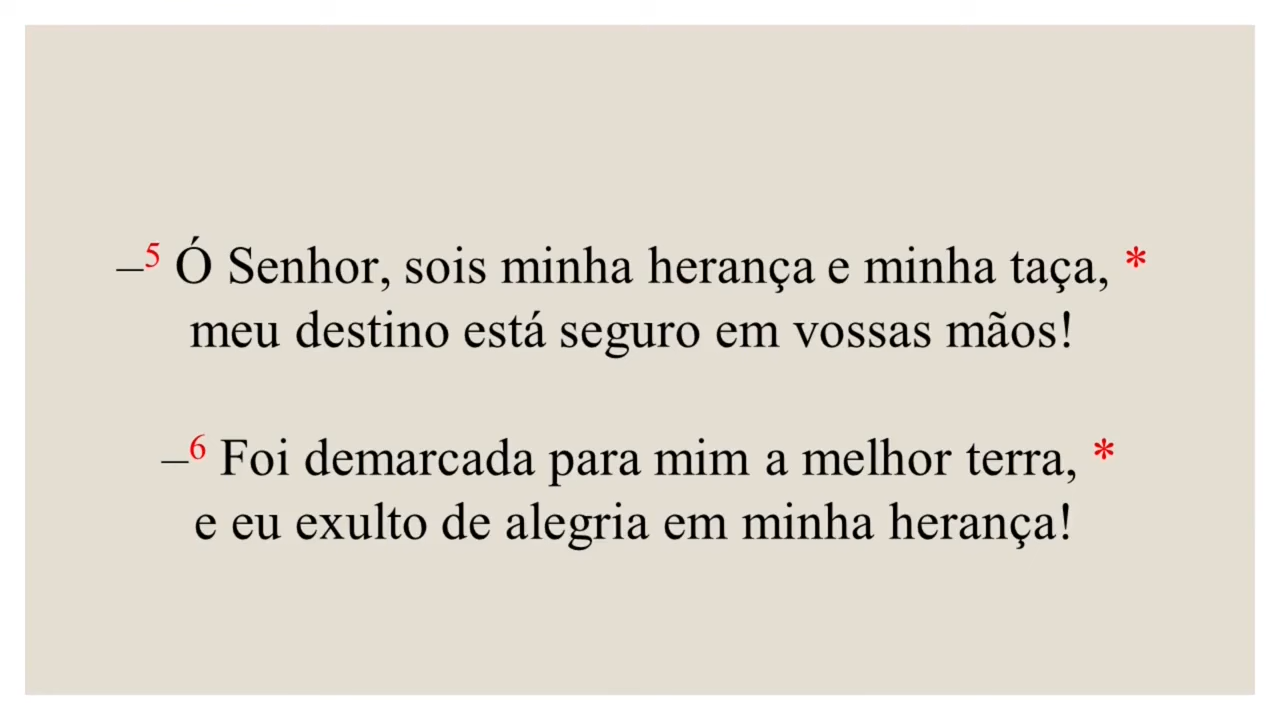 –⁵ Ó Senhor, sois minha herança e minha taça, *
meu destino está seguro em vossas mãos!
–⁶ Foi demarcada para mim a melhor terra, *
e eu exulto de alegria em minha herança!